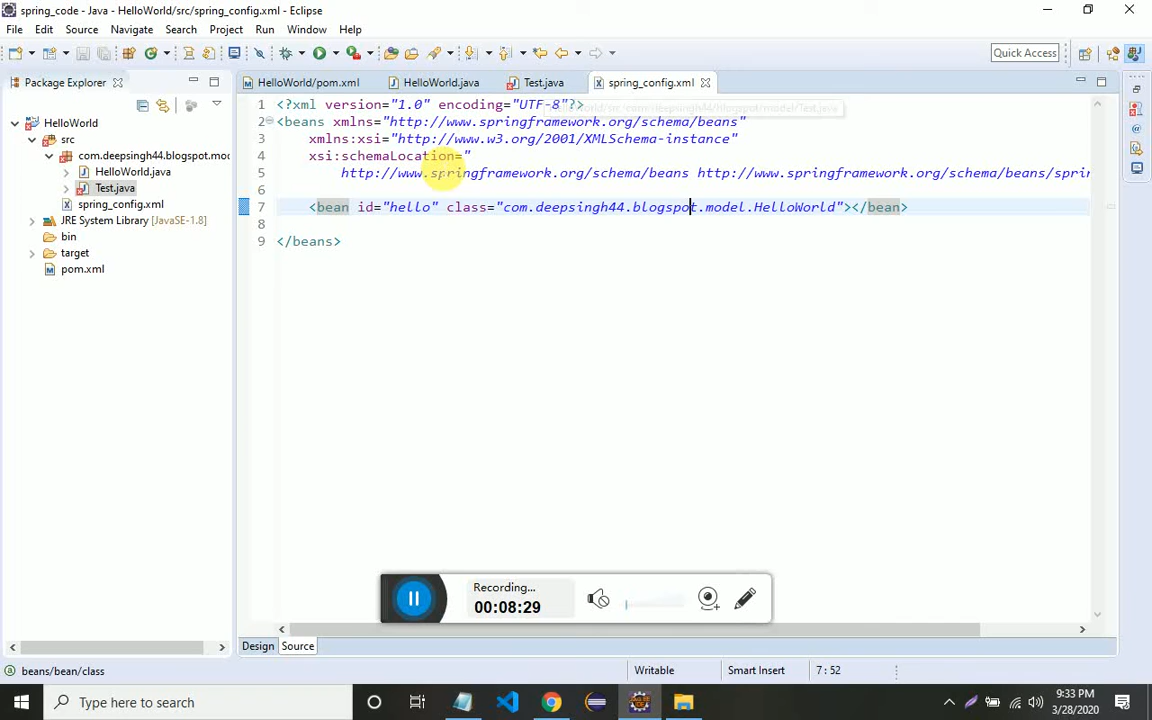 spring_code - Java - HelloWorld/src/spring_config.xml - Eclipse
File Edit Source Navigate Search Project Run Window Help
Quick Access
Package Explorer
HelloWorld/pom.xml HelloWorld.java Test.java spring_config.xml
HelloWorld
src
com.deepsingh44.blogspot.moc
HelloWorld.java
Test.java
spring_config.xml
JRE System Library [JavaSE-1.8]
bin
target
pom.xml
1 <?xml version="1.0" encoding="UTF-8"?>
2 <beans xmlns="http://www.springframework.org/schema/beans"
3 xmlns:xsi="http://www.w3.org/2001/XMLSchema-instance"
4 xsi:schemaLocation="
5 http://www.springframework.org/schema/beans http://www.springframework.org/schema/beans/sprir
6
7 <bean id="hello" class="com.deepsingh44.blogspot.model.HelloWorld"></bean>
8
9 </beans>
Recording...
00:08:29
Design Source
beans/bean/class
Writable Smart Insert 7 : 52
Type here to search
9:33 PM
3/28/2020